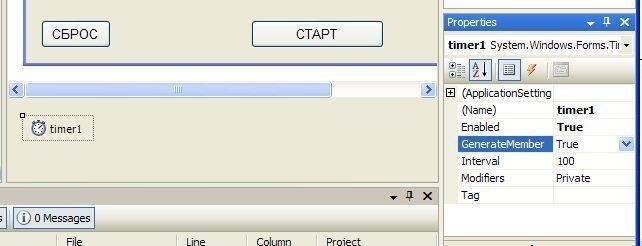 СБРОС
СТАРТ
timer1
0 Messages
File
Line
Column
Project
Properties
timer1 System.Windows.Forms.Tir
(ApplicationSetting
(Name) timer1
Enabled True
GenerateMember True
Interval 100
Modifiers Private
Tag